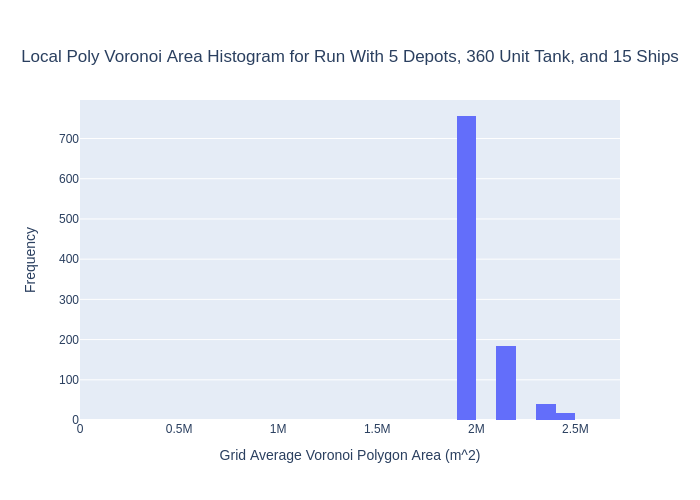 Local Poly Voronoi Area Histogram for Run With 5 Depots, 360 Unit Tank, and 15 Ships
700
600
500
400
300
200
100
0
Frequency
0 0.5M 1M 1.5M 2M 2.5M
Grid Average Voronoi Polygon Area (m^2)